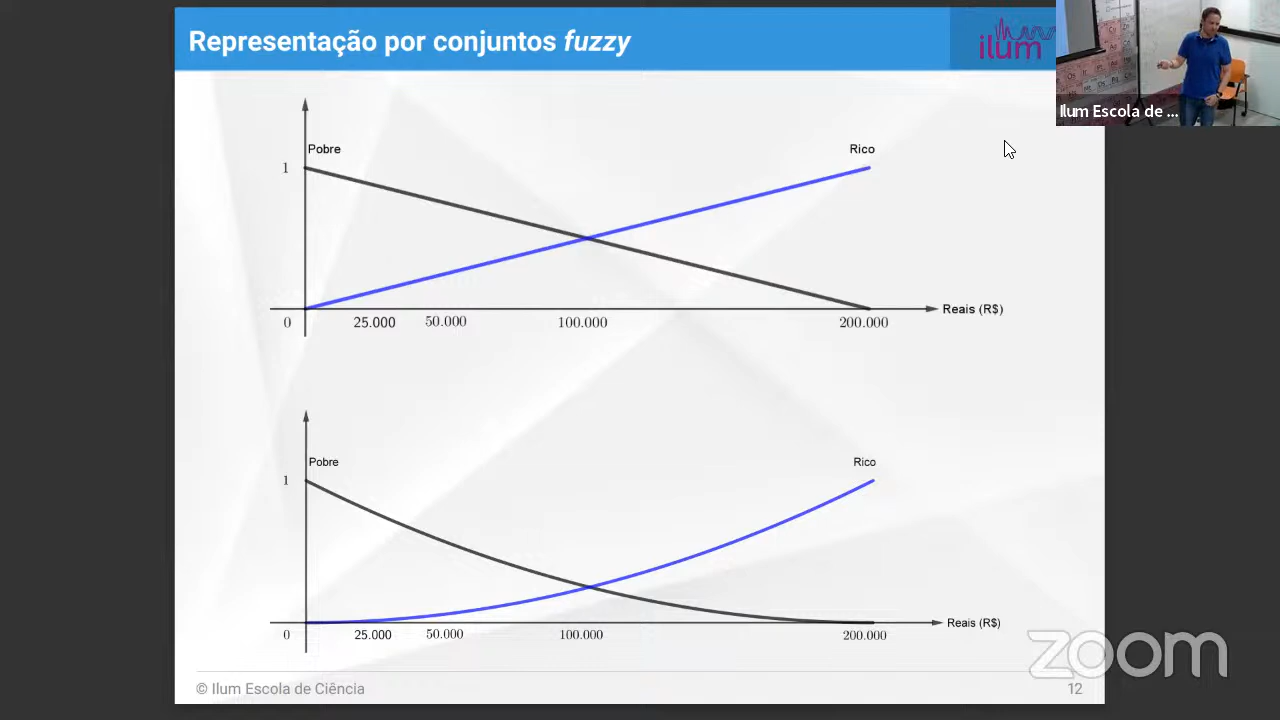 Representação por conjuntos fuzzy
ilum
Ilum Escola de ...
Pobre
Rico
1
0
25.000
50.000
100.000
200.000
Reais (R$)
Pobre
Rico
1
0
25.000
50.000
100.000
200.000
Reais (R$)
zoom
© Ilum Escola de Ciência
12